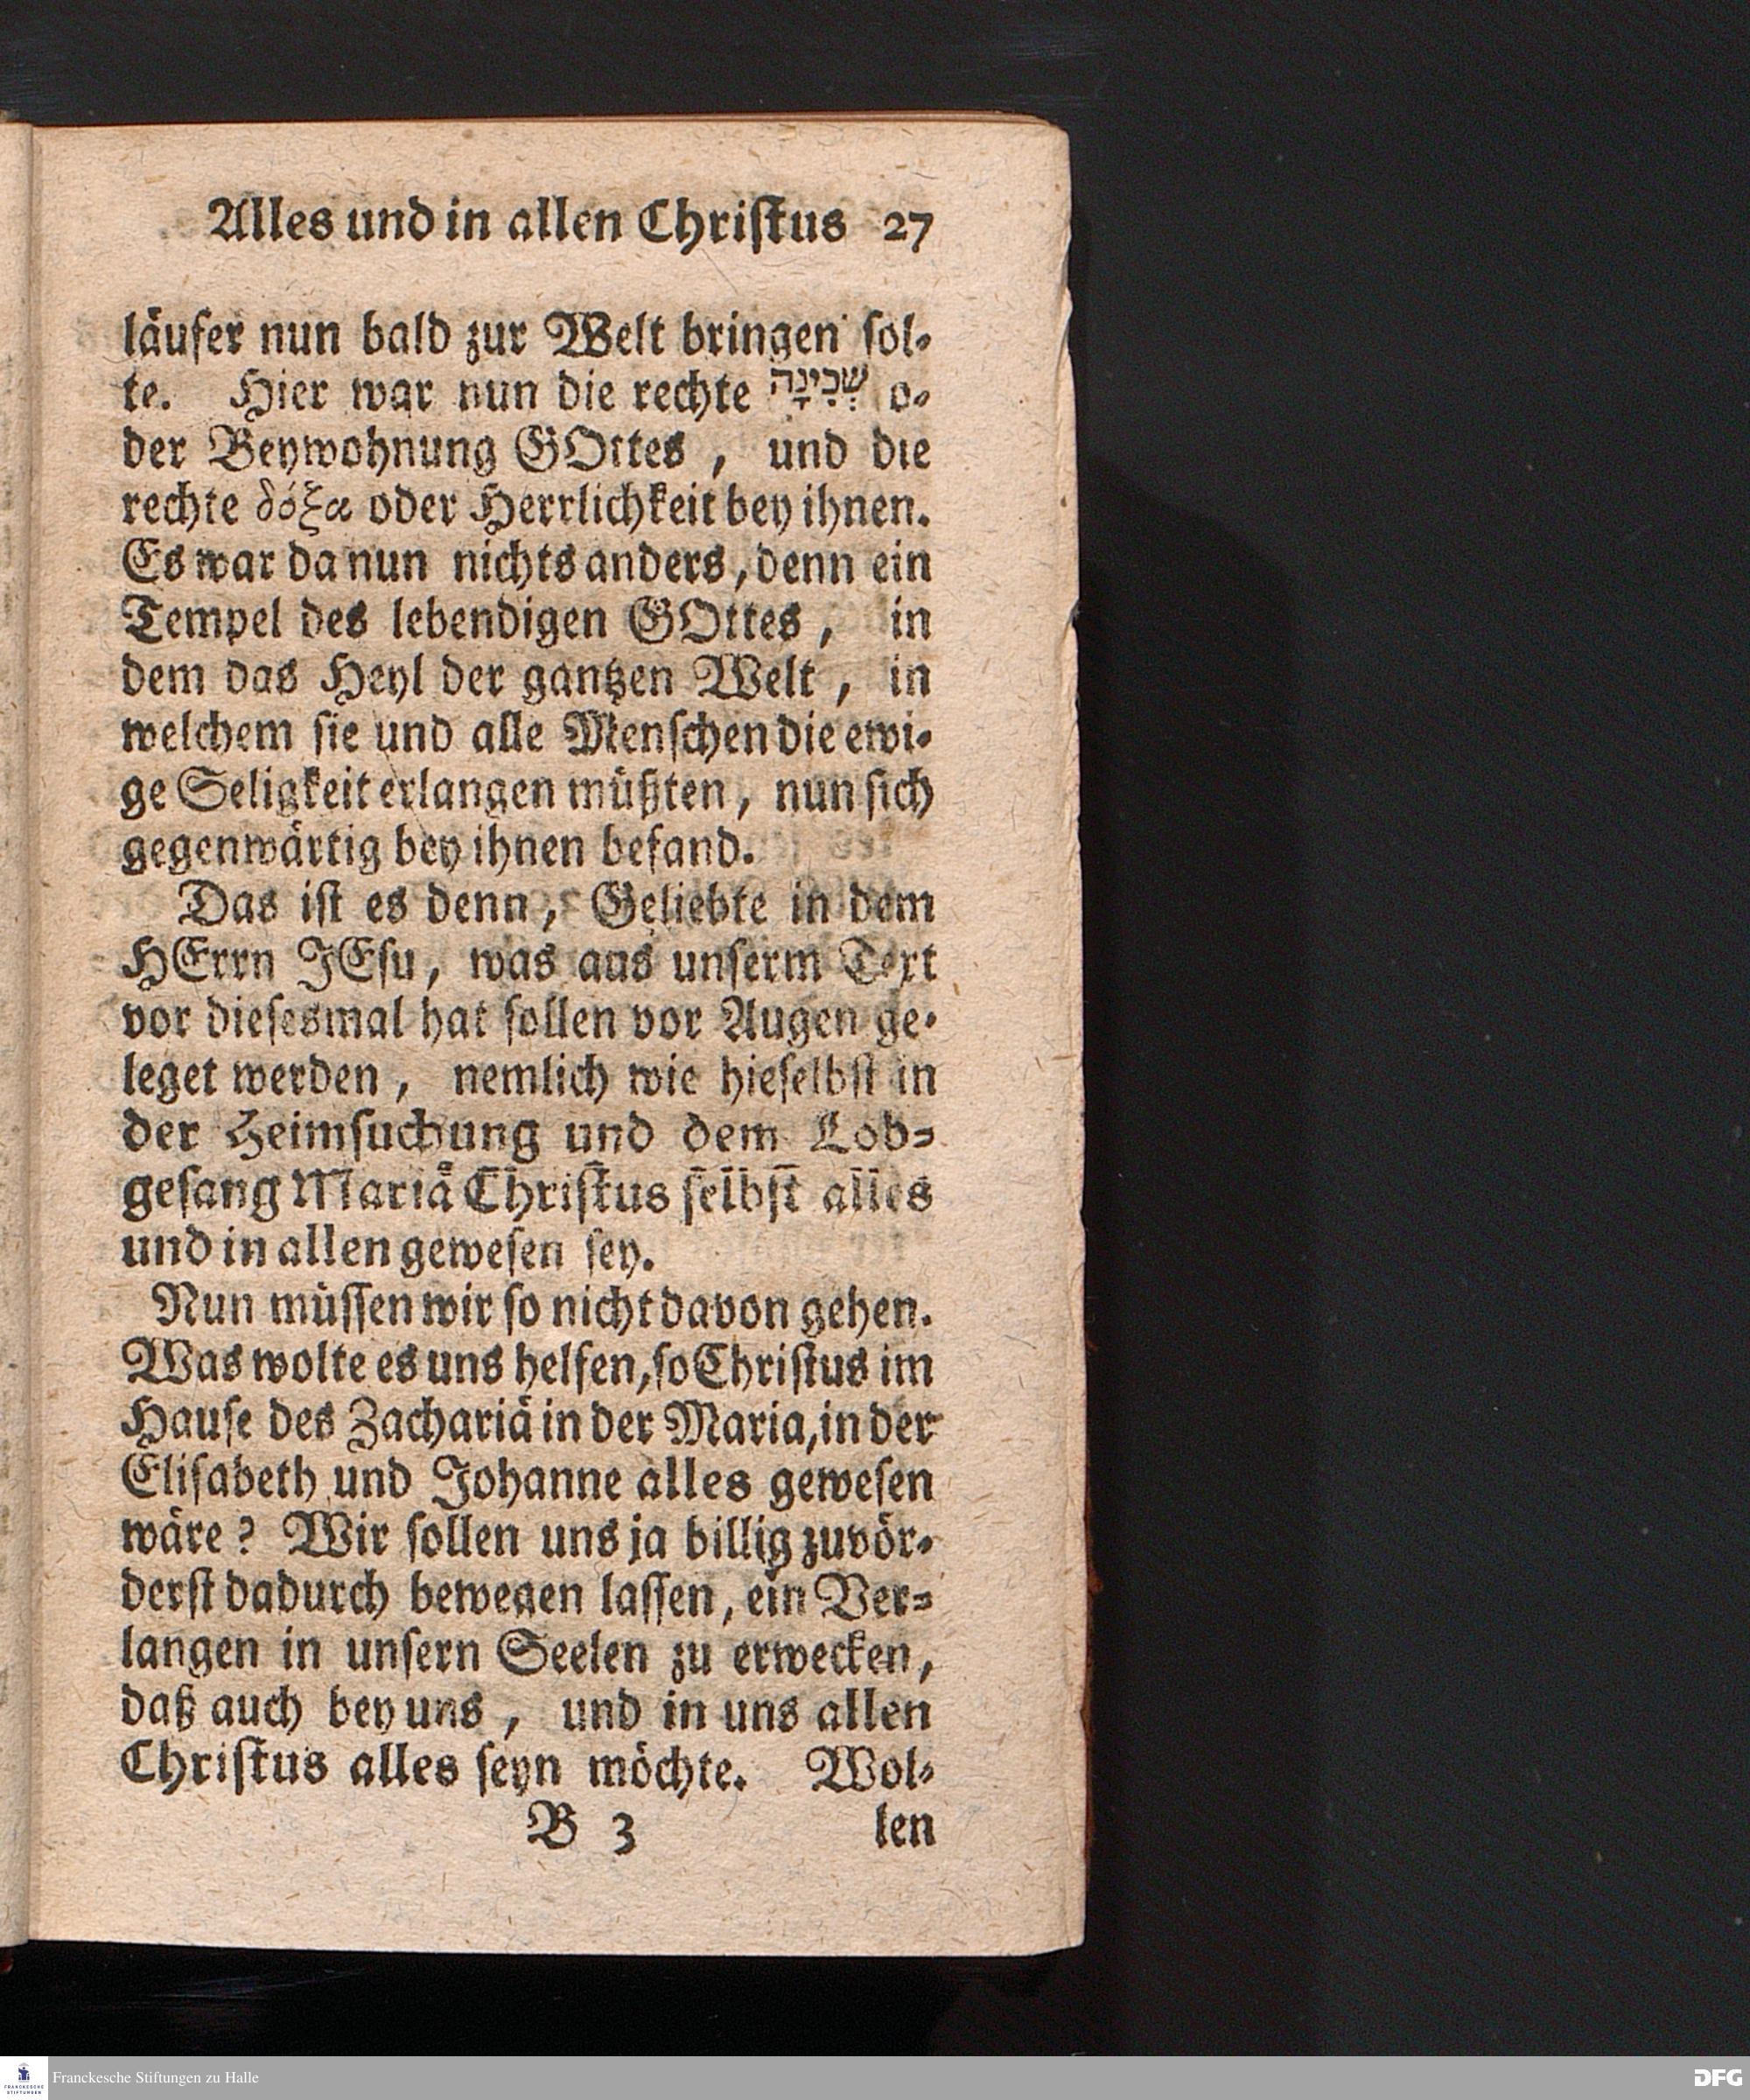 Alles und in allen Christus 27
läufer nun bald zur Welt bringen sol-
te. Hier war nun die rechte שְׁכִינָה o-
der Beywohnung GOttes, und die
rechte δόξα oder Herrlichkeit bey ihnen.
Es war da nun nichts anders, denn ein
Tempel des lebendigen GOttes, in
dem das Heyl der gantzen Welt, in
welchem sie und alle Menschen die ewi-
ge Seligkeit erlangen müßten, nun sich
gegenwärtig bey ihnen befand.
Das ist es denn, Geliebte in dem
HErrn JEsu, was aus unserm Text
vor diesesmal hat sollen vor Augen ge-
leget werden, nemlich wie hieselbst in
der Heimsuchung und dem Lob-
gesang Mariä Christus selbst alles
und in allen gewesen sey.
Nun müssen wir so nicht davon gehen.
Was wolte es uns helfen, so Christus im
Hause des Zachariä in der Maria, in der
Elisabeth und Johanne alles gewesen
wäre? Wir sollen uns ja billig zuvör-
derst dadurch bewegen lassen, ein Ver-
langen in unsern Seelen zu erwecken,
daß auch bey uns, und in uns allen
Christus alles seyn möchte. Wol-
B 3 len
FRANCKESCHE STIFTUNGEN
Franckesche Stiftungen zu Halle
DFG